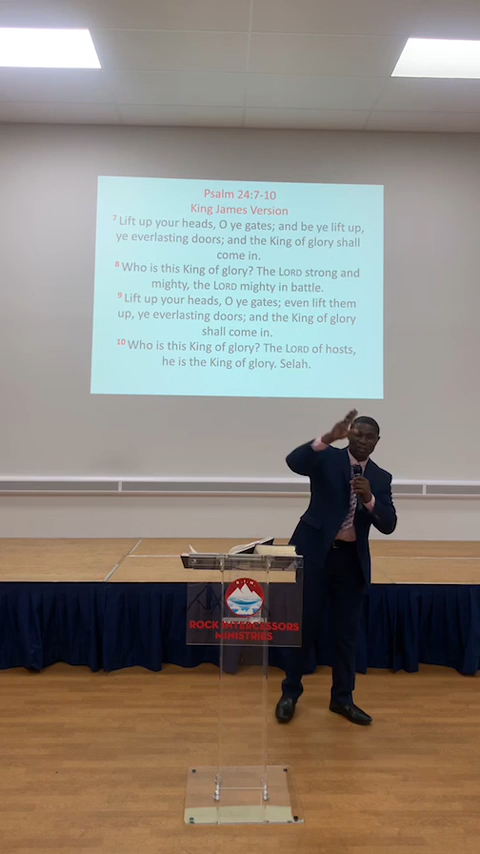 Psalm 24:7-10
King James Version
7 Lift up your heads, O ye gates; and be ye lift up,
ye everlasting doors; and the King of glory shall
come in.
8 Who is this King of glory? The LORD strong and
mighty, the LORD mighty in battle.
9 Lift up your heads, O ye gates; even lift them
up, ye everlasting doors; and the King of glory
shall come in.
10 Who is this King of glory? The LORD of hosts,
he is the King of glory. Selah.
ROCK INTERCESSORS
MINISTRIES